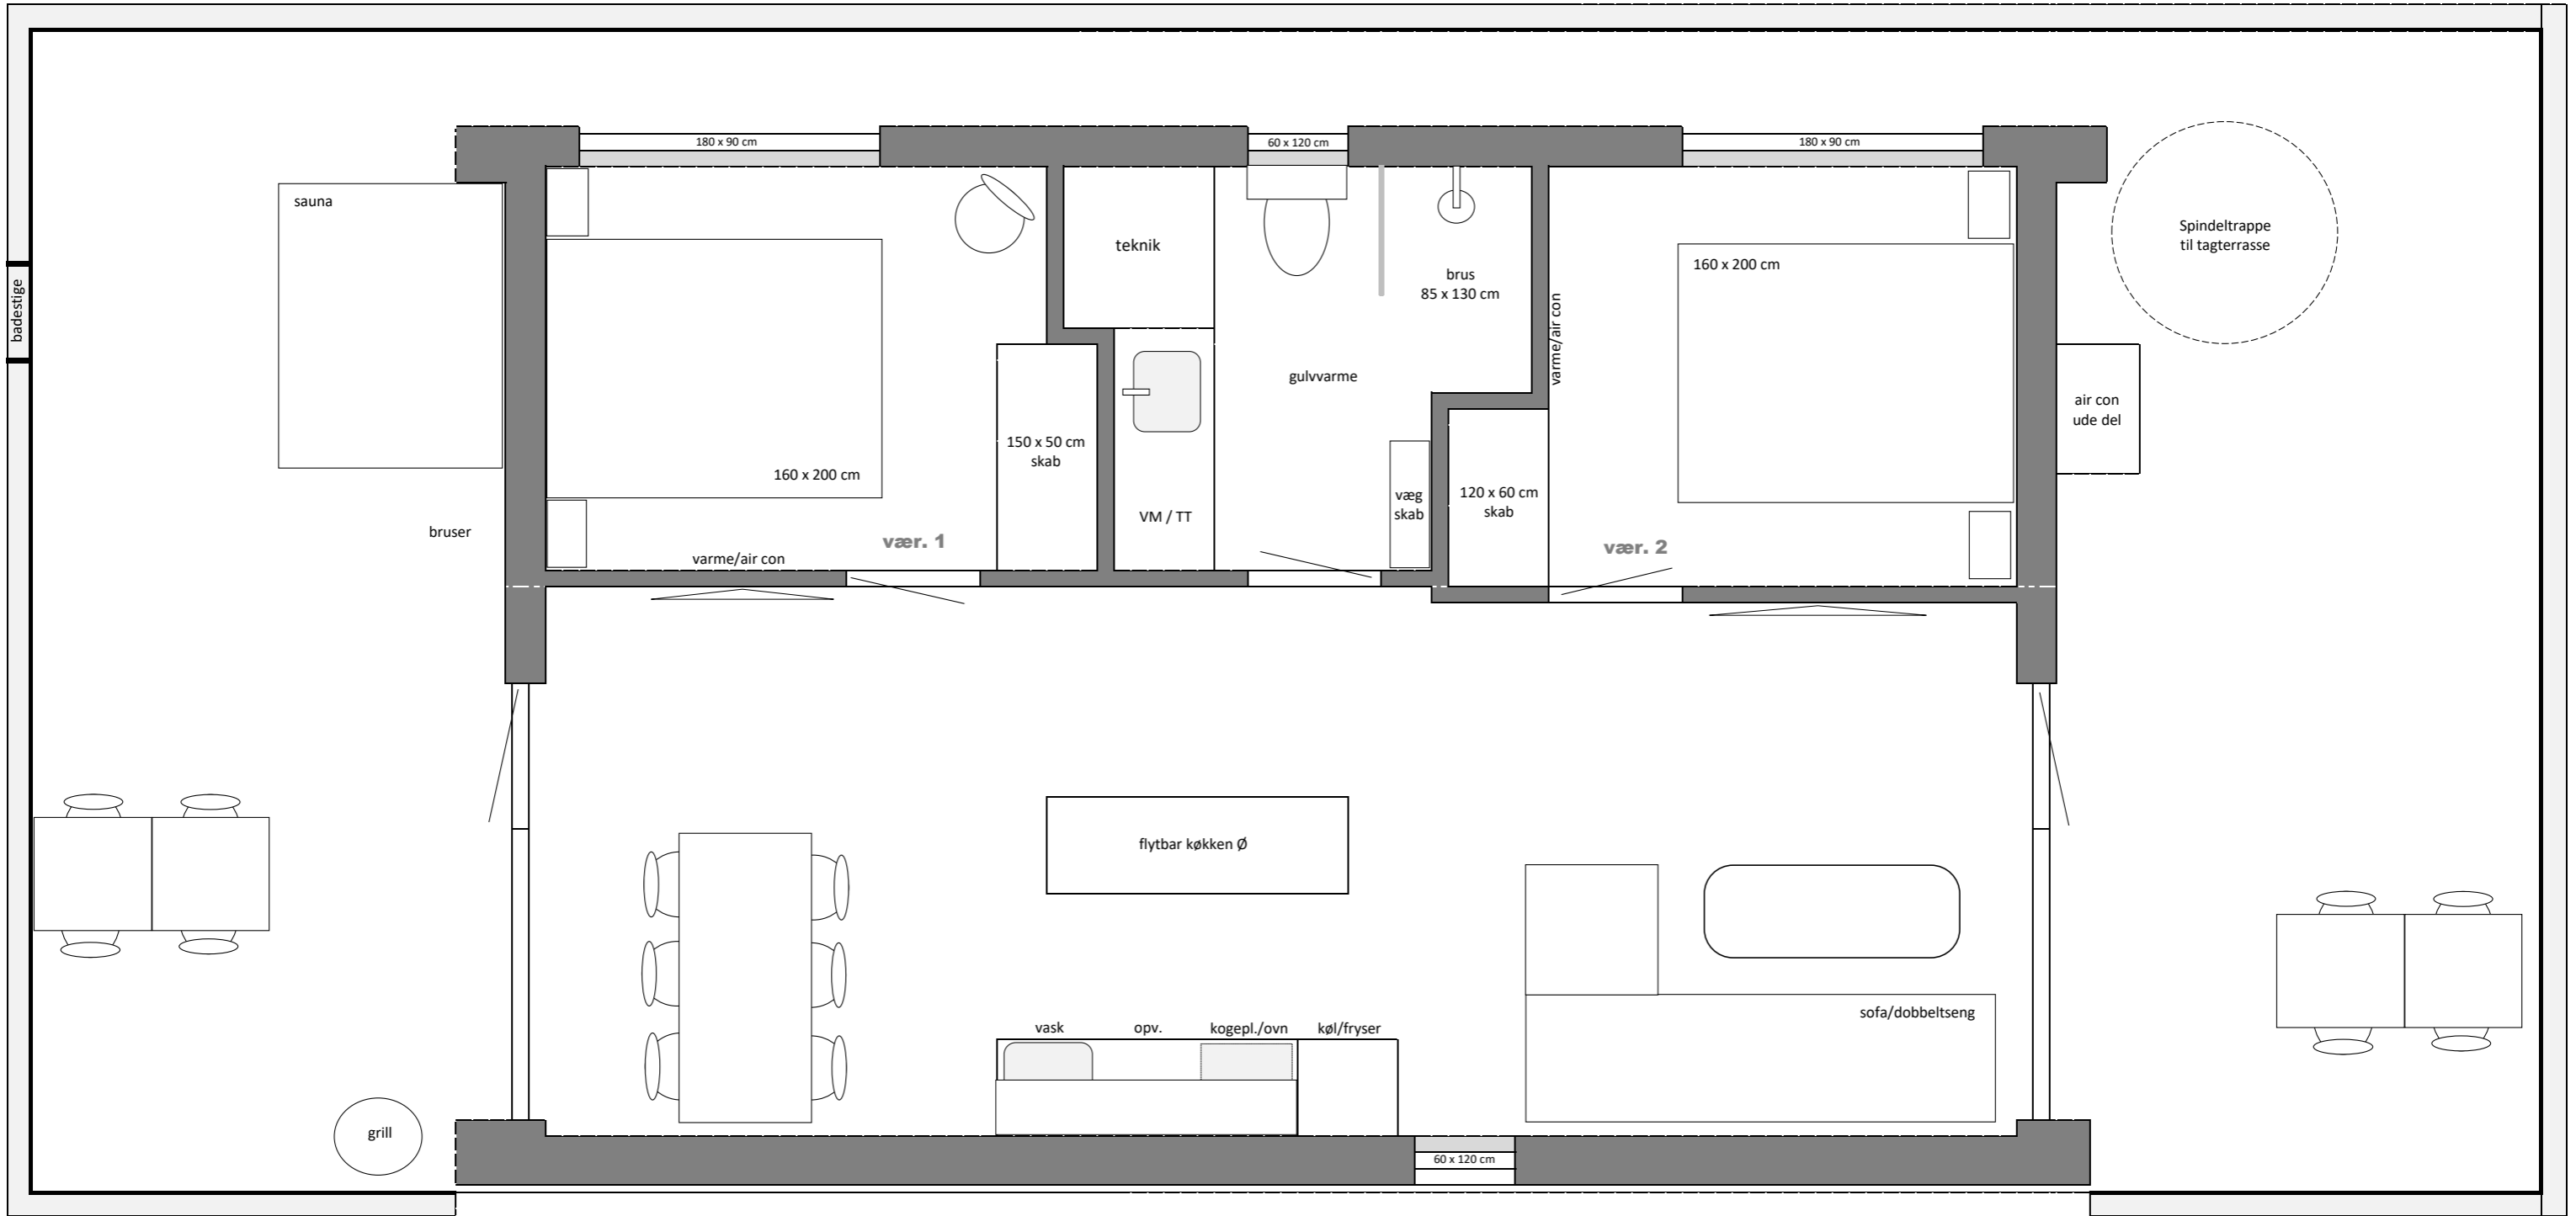 180 x 90 cm
60 x 120 cm
180 x 90 cm
sauna
badestige
bruser
160 x 200 cm
varme/air con
vær. 1
150 x 50 cm
skab
teknik
VM / TT
gulvvarme
brus
85 x 130 cm
væg
skab
120 x 60 cm
skab
varme/air con
160 x 200 cm
vær. 2
Spindeltrappe
til tagterrasse
air con
ude del
flytbar køkken Ø
vask
opv.
kogepl./ovn
køl/fryser
sofa/dobbeltseng
grill
60 x 120 cm